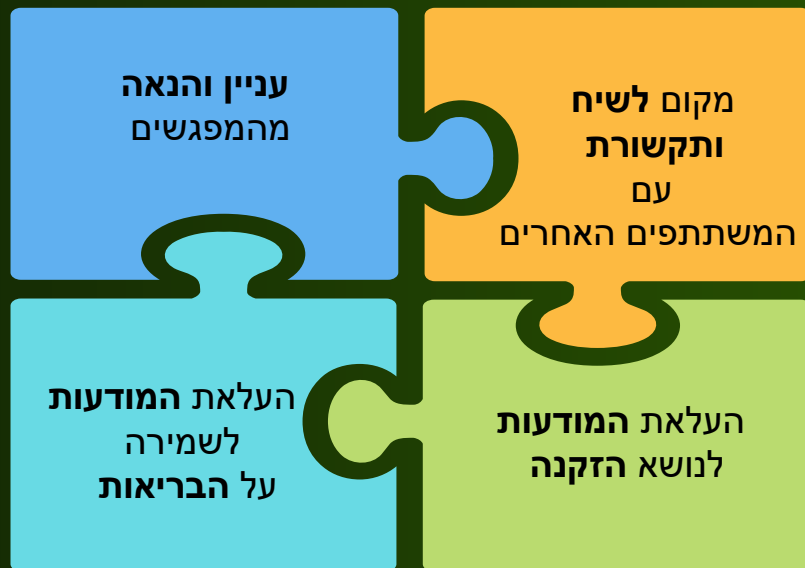 מקום לשיח
ותקשורת
עם
המשתתפים האחרים
עניין והנאה
מהמפגשים
העלאת המודעות
לנושא הזקנה
העלאת המודעות
לשמירה
על הבריאות